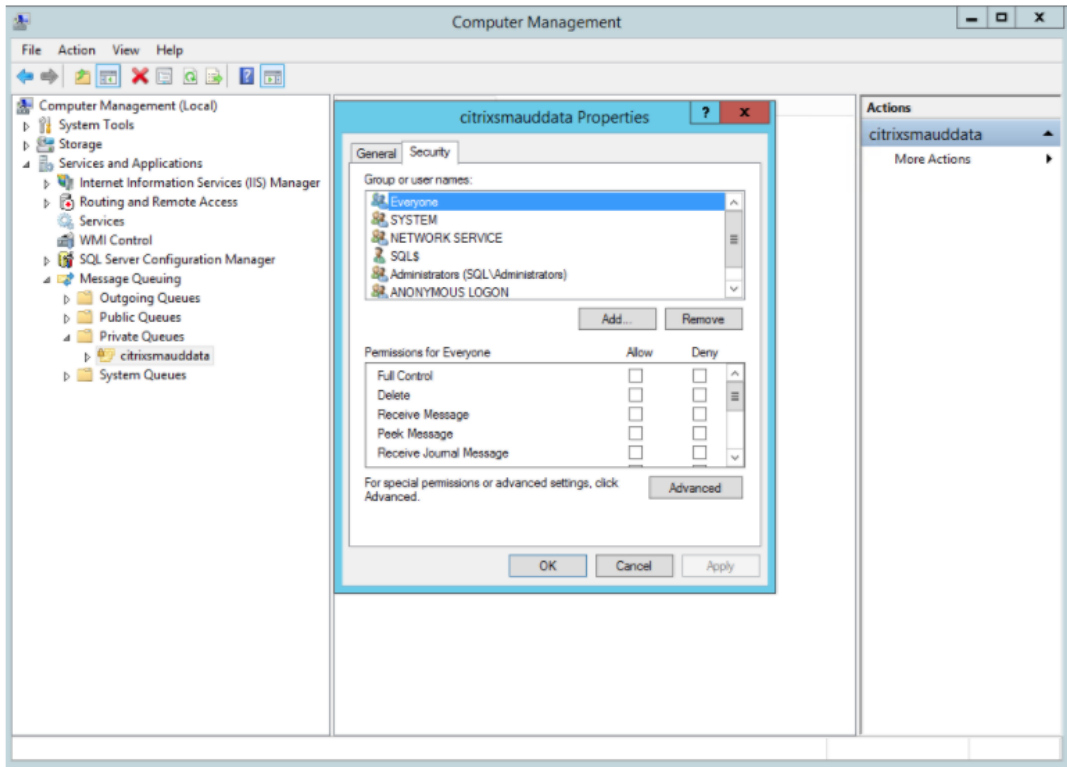 Computer Management
File Action View Help
Computer Management (Local)
System Tools
Storage
Services and Applications
Internet Information Services (IIS) Manager
Routing and Remote Access
Services
WMI Control
SQL Server Configuration Manager
Message Queuing
Outgoing Queues
Public Queues
Private Queues
citrixsmauddata
System Queues
citrixsmauddata Properties
? x
General Security
Group or user names:
Everyone
SYSTEM
NETWORK SERVICE
SQL$
Administrators (SQL\Administrators)
ANONYMOUS LOGON
Add... Remove
Permissions for Everyone Allow Deny
Full Control
Delete
Receive Message
Peek Message
Receive Journal Message
For special permissions or advanced settings, click
Advanced.
Advanced
OK Cancel Apply
Actions
citrixsmauddata
More Actions